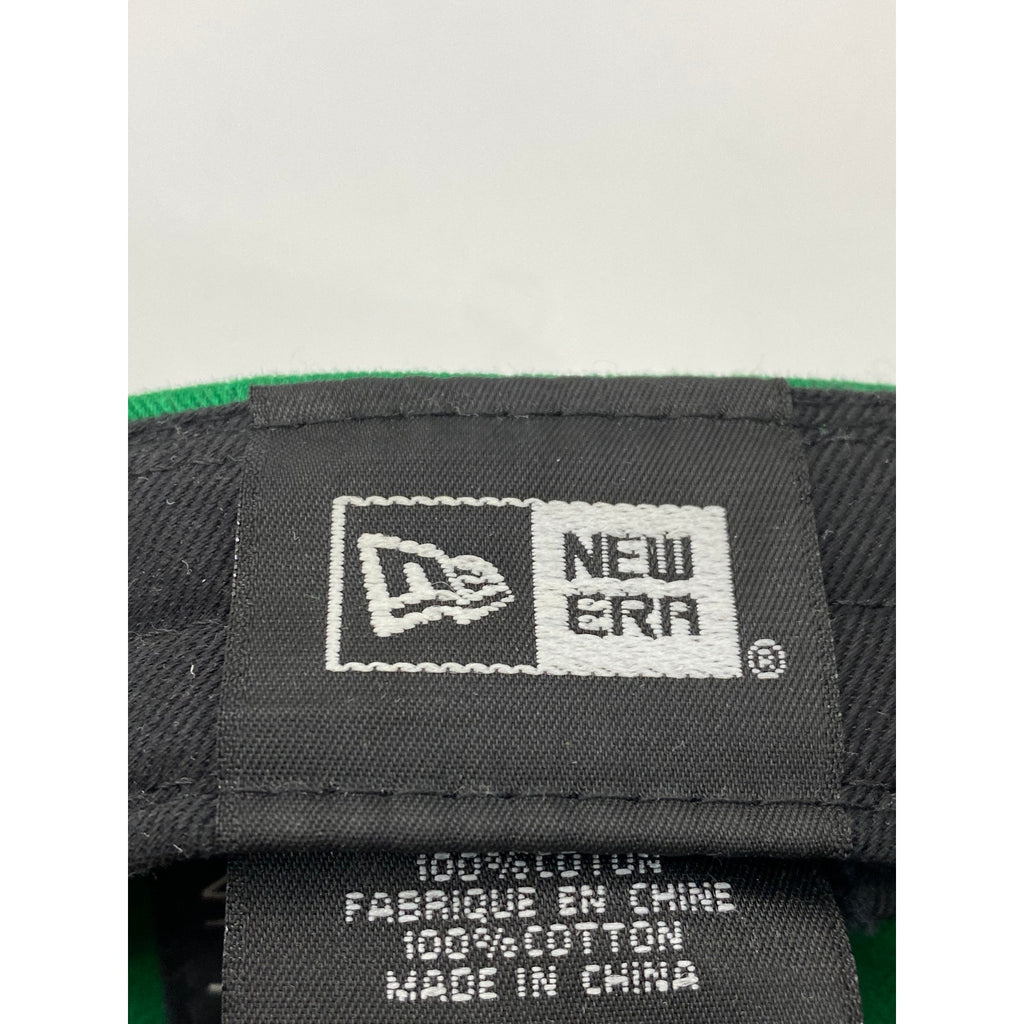 NEW
ERA
®
100%COTON
FABRIQUE EN CHINE
100%COTTON
MADE IN CHINA